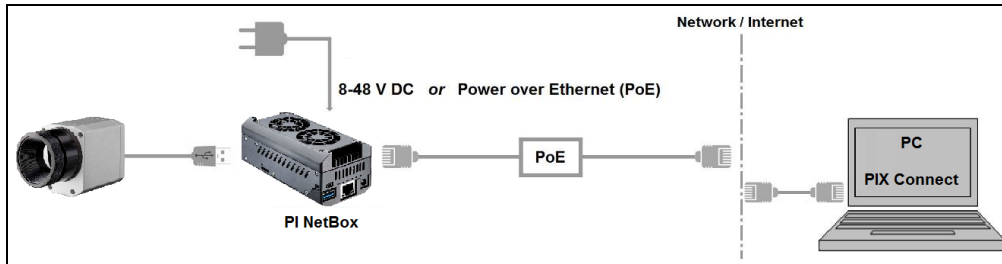 Network / Internet
8-48 V DC or Power over Ethernet (PoE)
PoE
PC
PIX Connect
PI NetBox